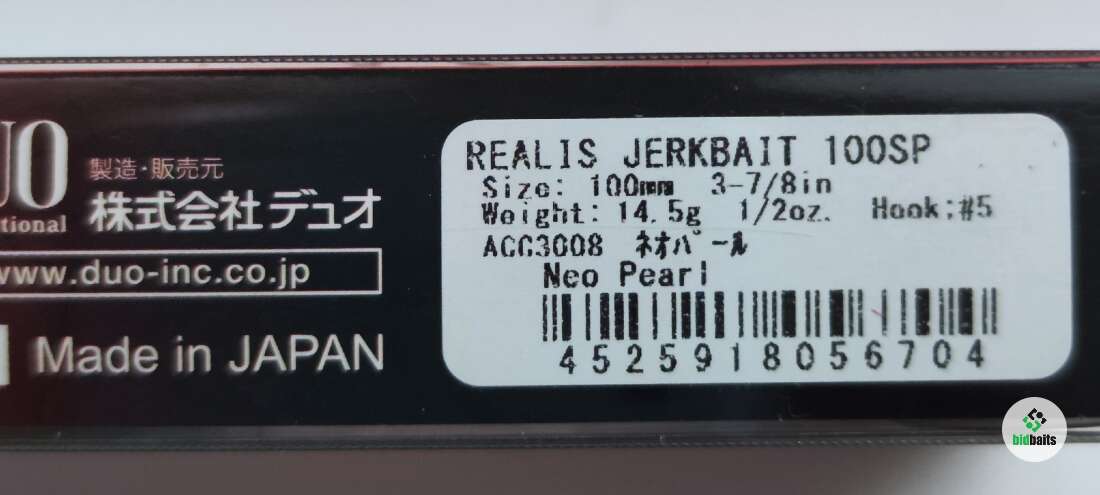 UO
tional
製造・販売元
株式会社デュオ
www.duo-inc.co.jp
Made in JAPAN
REALIS JERKBAIT 100SP
Size: 100mm 3-7/8in
Weight: 14.5g 1/2oz. Hook:#5
ACC3008 ネオパール
Neo Pearl
4525918056704
bidbaits